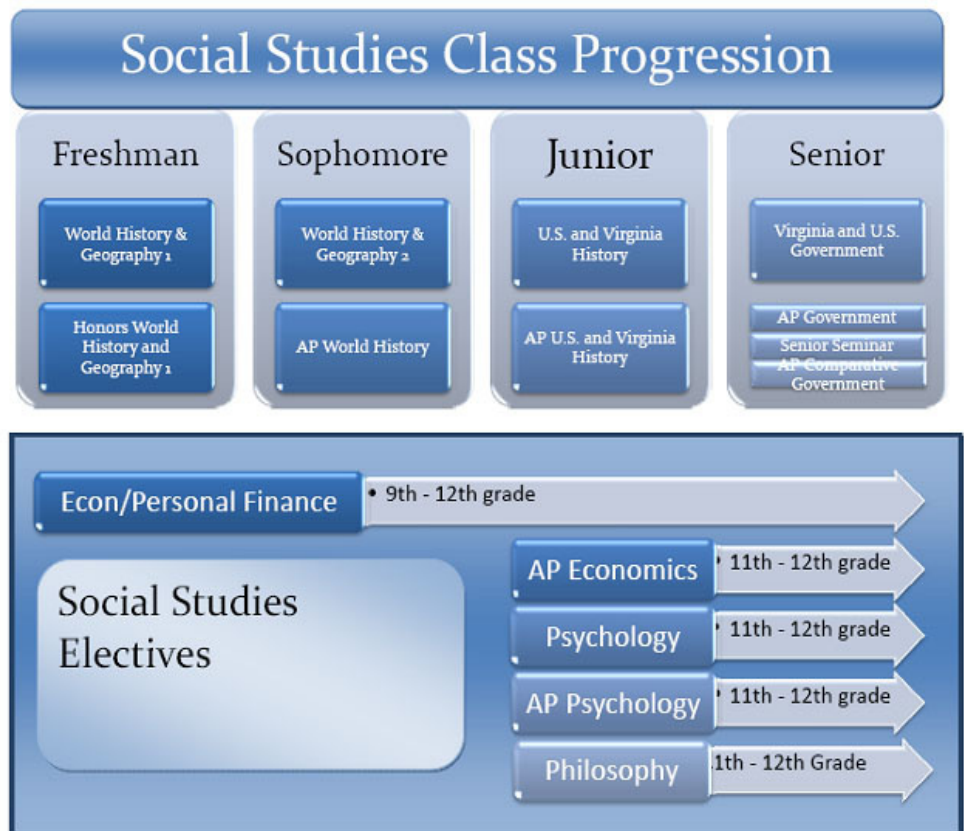 Social Studies Class Progression
Freshman
World History &
Geography 1
Honors World
History and
Geography 1
Sophomore
World History &
Geography 2
AP World History
Junior
U.S. and Virginia
History
AP U.S. and Virginia
History
Senior
Virginia and U.S.
Government
AP Government
Senior Seminar
AP Comparative
Government
Econ/Personal Finance
• 9th - 12th grade
Social Studies
Electives
AP Economics
• 11th - 12th grade
Psychology
• 11th - 12th grade
AP Psychology
• 11th - 12th grade
Philosophy
11th - 12th Grade